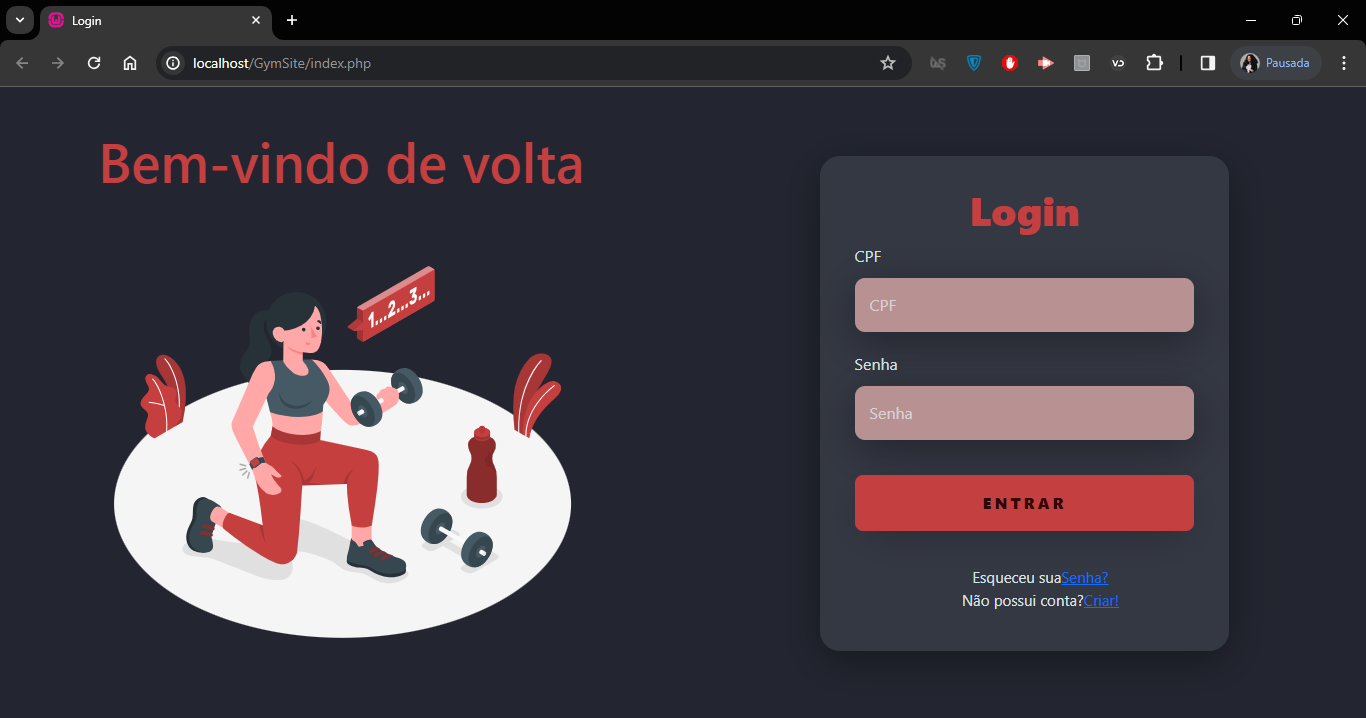 Login
localhost/GymSite/index.php
Pausada
Bem-vindo de volta
1...2...3...
Login
CPF
CPF
Senha
Senha
ENTRAR
Esqueceu suaSenha?
Não possui conta?Criar!